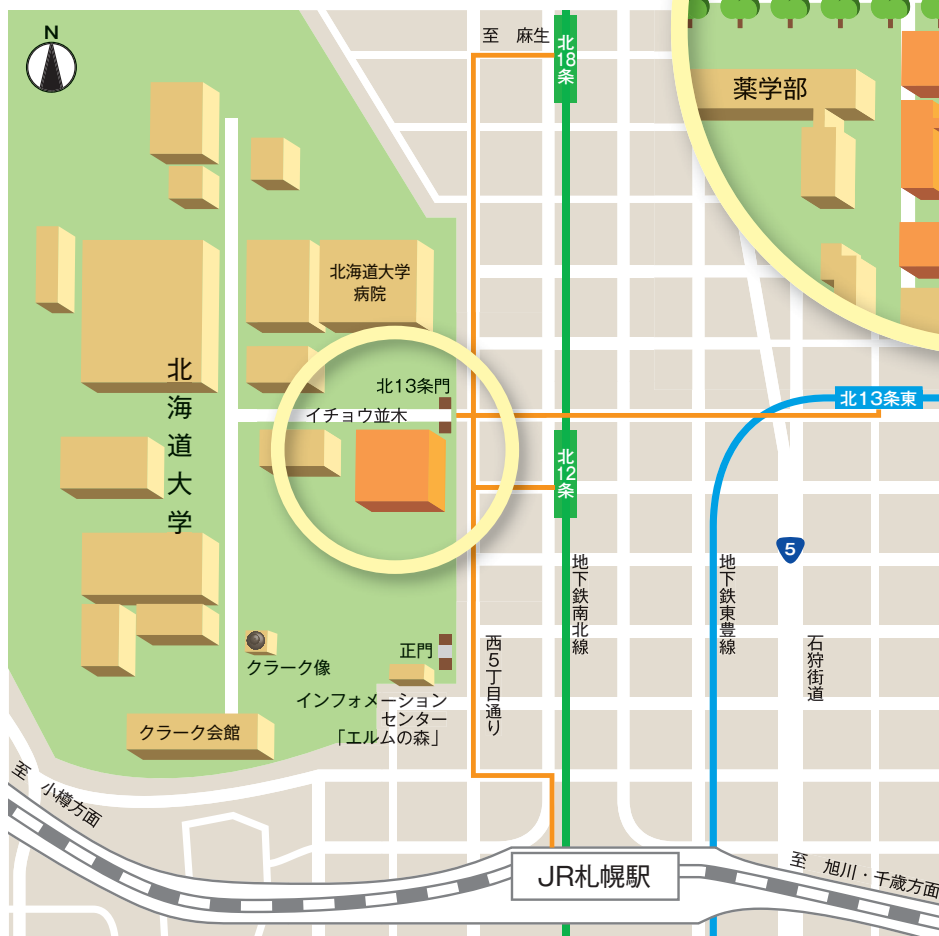 N
至 麻生
北18条
薬学部
北海道大学
病院
北海道大学
北13条門
イチョウ並木
北13条東
北12条
5
地下鉄南北線
地下鉄東豊線
石狩街道
西5丁目通り
正門
クラーク像
インフォメーション
センター
「エルムの森」
クラーク会館
至 小樽方面
JR札幌駅
至 旭川・千歳方面